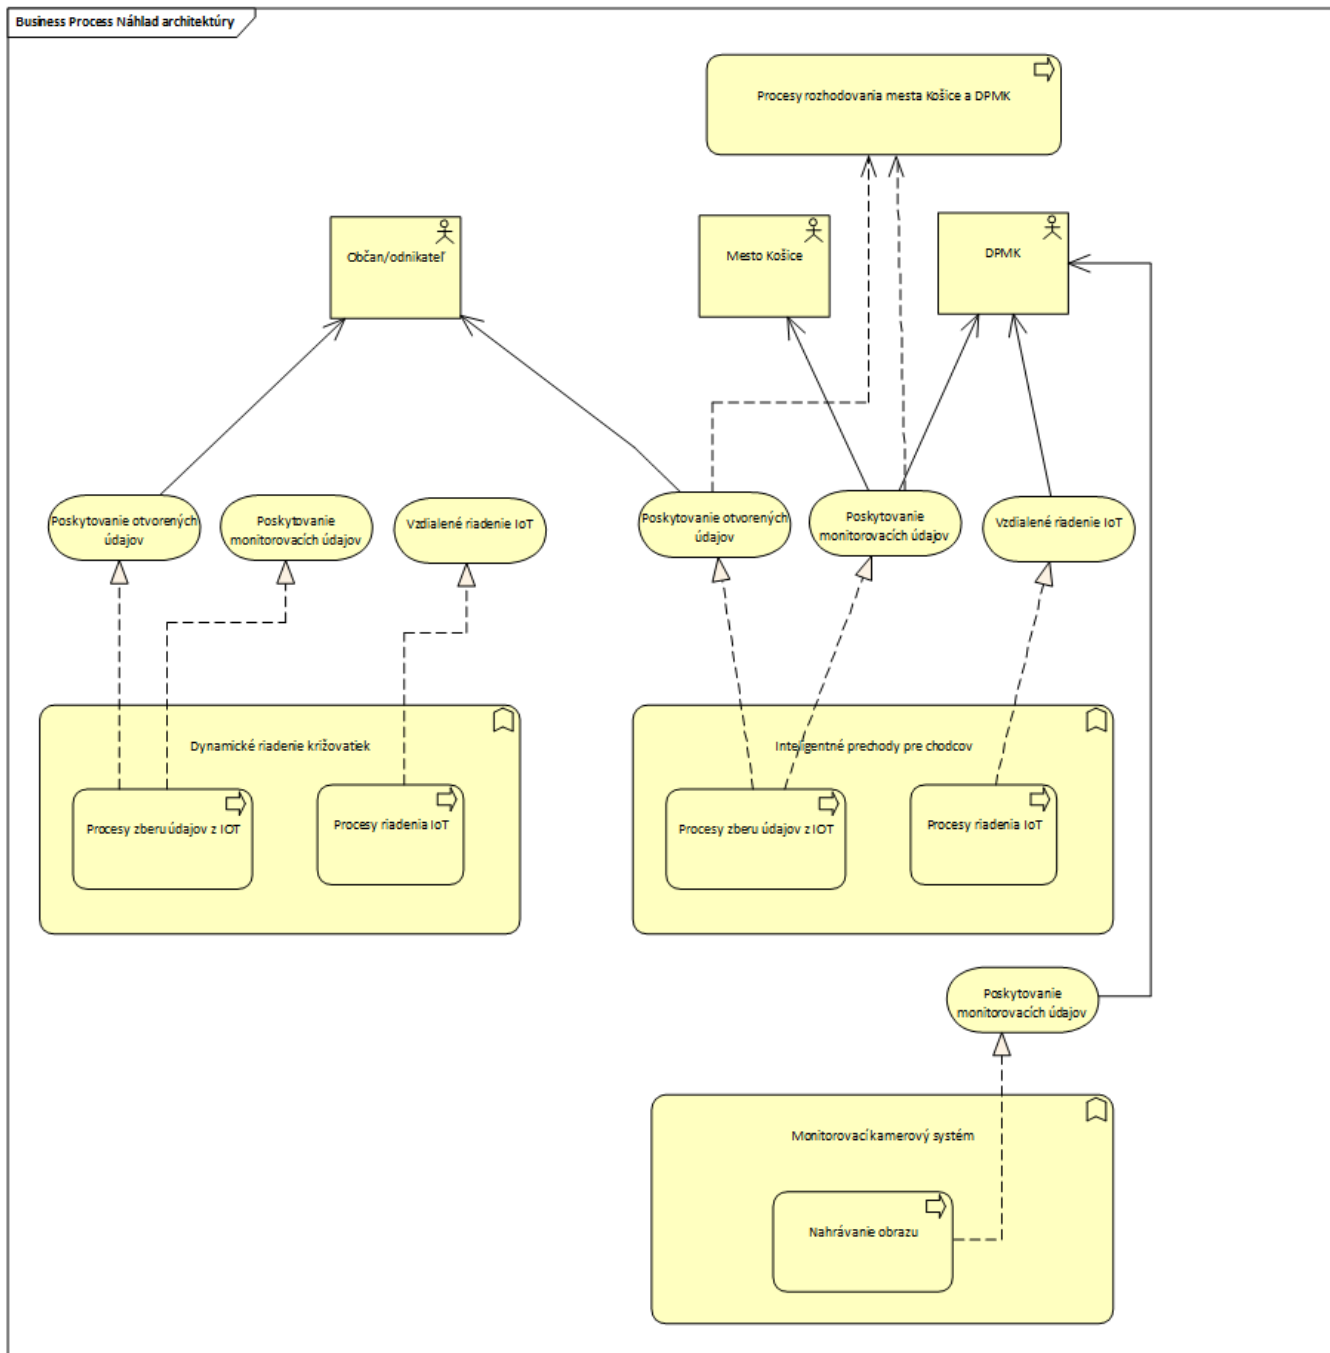 Business Process Náhlad architektúry
Procesy rozhodovania mesta Košice a DPMK
Občan/odnikateľ
Mesto Košice
DPMK
Poskytovanie otvorených
údajov
Poskytovanie
monitorovacích údajov
Vzdialené riadenie IoT
Poskytovanie otvorených
údajov
Poskytovanie
monitorovacích údajov
Vzdialené riadenie IoT
Dynamické riadenie križovatiek
Procesy zberu údajov z IOT
Procesy riadenia IoT
Inteligentné prechody pre chodcov
Procesy zberu údajov z IOT
Procesy riadenia IoT
Poskytovanie
monitorovacích údajov
Monitorovací kamerový systém
Nahrávanie obrazu